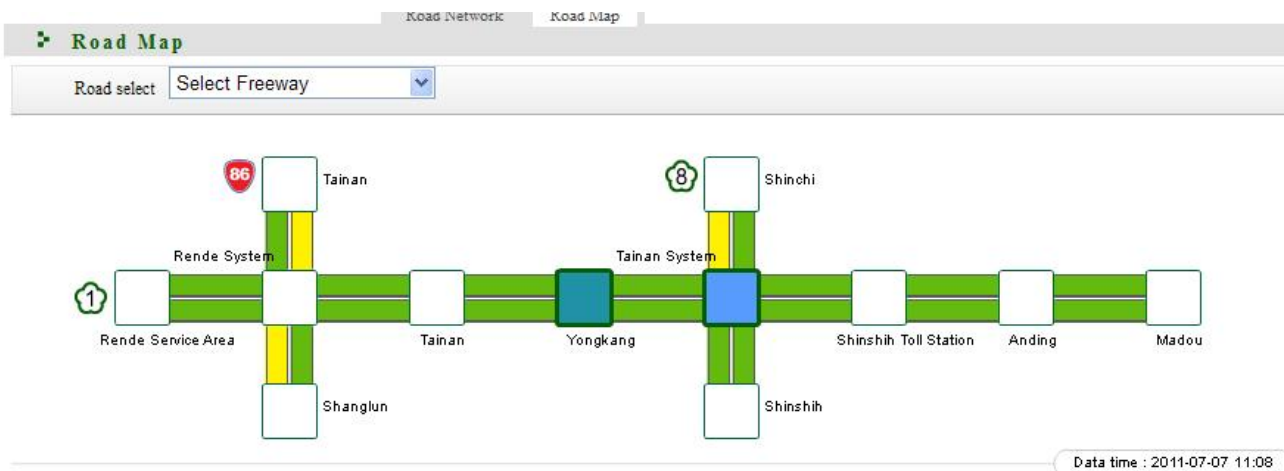 Road Network Road Map
Road Map
Road select Select Freeway
86 Tainan
8 Shinchi
Rende System
Tainan System
1
Rende Service Area
Tainan
Yongkang
Shinshih Toll Station
Anding
Madou
Shanglun
Shinshih
Data time : 2011-07-07 11:08